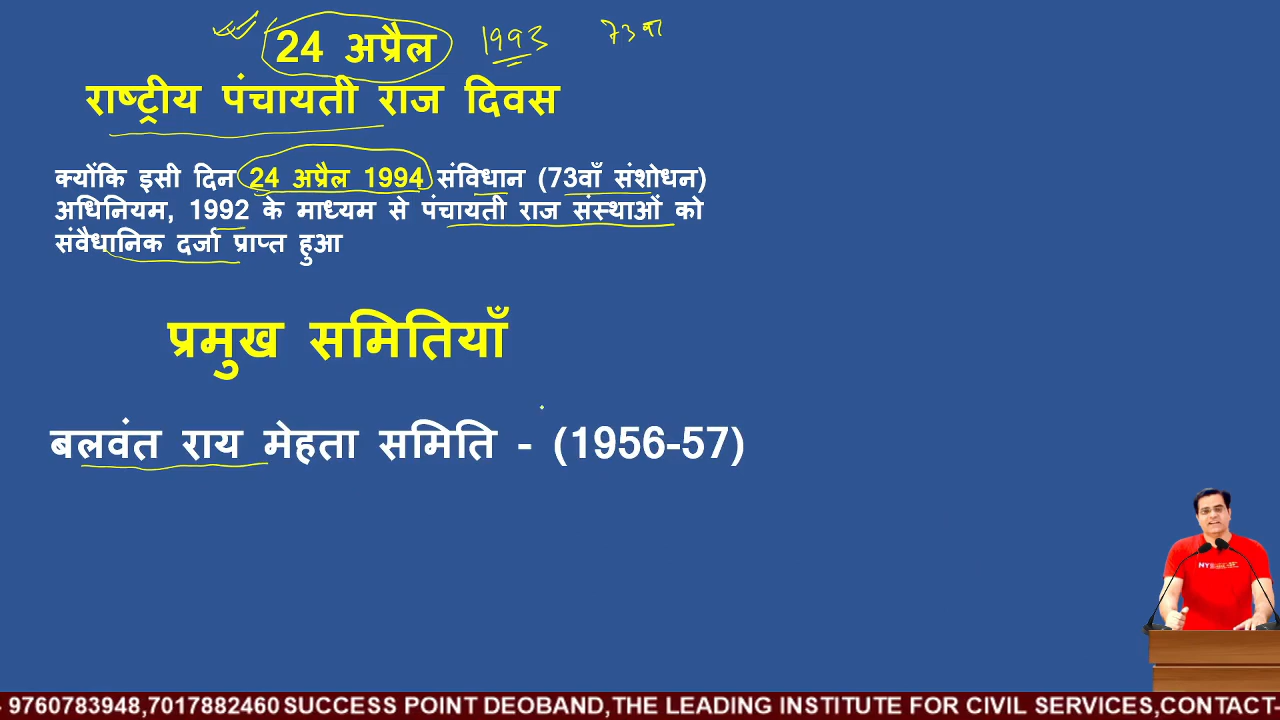 24 अप्रैल 1993 73 वा
राष्ट्रीय पंचायती राज दिवस
क्योंकि इसी दिन 24 अप्रैल 1994 संविधान (73वाँ संशोधन)
अधिनियम, 1992 के माध्यम से पंचायती राज संस्थाओं को
संवैधानिक दर्जा प्राप्त हुआ
प्रमुख समितियाँ
बलवंत राय मेहता समिति - (1956-57)
- 9760783948,7017882460 SUCCESS POINT DEOBAND,THE LEADING INSTITUTE FOR CIVIL SERVICES,CONTACT-